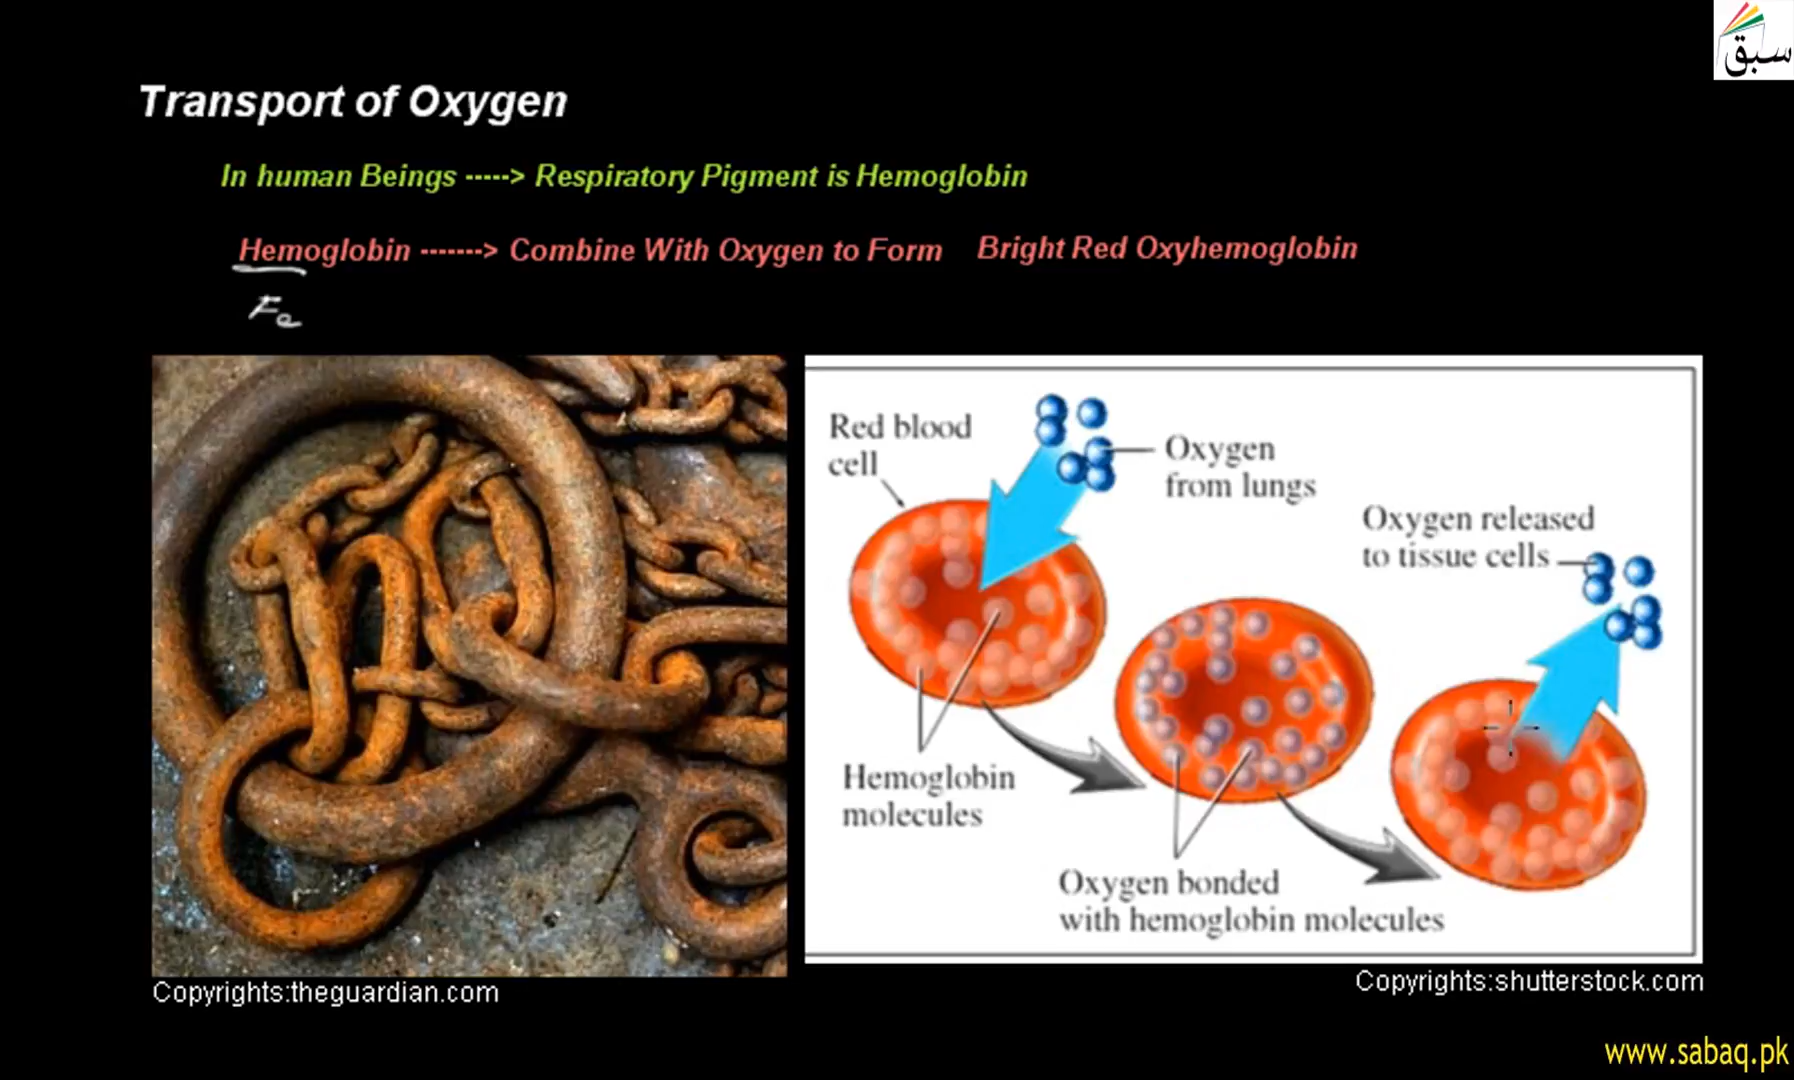 سبق
Transport of Oxygen
In human Beings -----> Respiratory Pigment is Hemoglobin
Hemoglobin -------> Combine With Oxygen to Form Bright Red Oxyhemoglobin
Fe
Red blood
cell
Oxygen
from lungs
Oxygen released
to tissue cells
Hemoglobin
molecules
Oxygen bonded
with hemoglobin molecules
Copyrights:theguardian.com
Copyrights:shutterstock.com
www.sabaq.pk